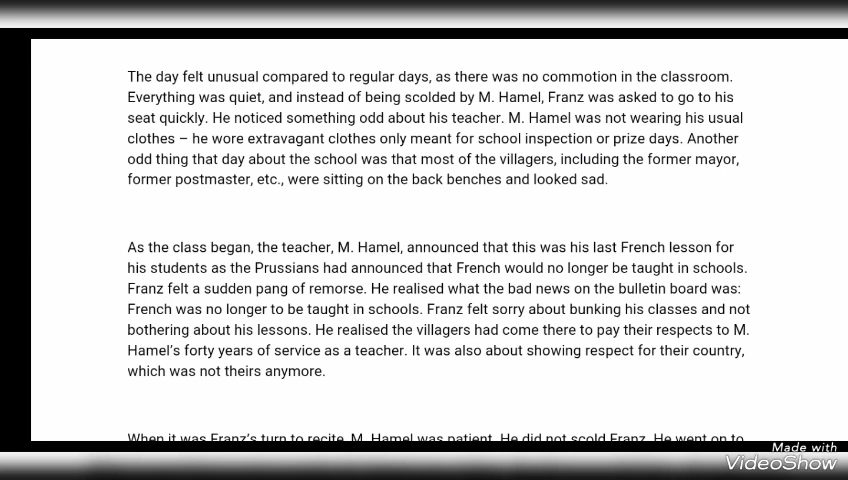 The day felt unusual compared to regular days, as there was no commotion in the classroom.
Everything was quiet, and instead of being scolded by M. Hamel, Franz was asked to go to his
seat quickly. He noticed something odd about his teacher. M. Hamel was not wearing his usual
clothes – he wore extravagant clothes only meant for school inspection or prize days. Another
odd thing that day about the school was that most of the villagers, including the former mayor,
former postmaster, etc., were sitting on the back benches and looked sad.
As the class began, the teacher, M. Hamel, announced that this was his last French lesson for
his students as the Prussians had announced that French would no longer be taught in schools.
Franz felt a sudden pang of remorse. He realised what the bad news on the bulletin board was:
French was no longer to be taught in schools. Franz felt sorry about bunking his classes and not
bothering about his lessons. He realised the villagers had come there to pay their respects to M.
Hamel’s forty years of service as a teacher. It was also about showing respect for their country,
which was not theirs anymore.
When it was Franz’s turn to recite, M. Hamel was patient. He did not scold Franz. He went on to
Made with
VideoShow